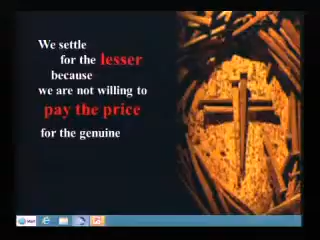 We settle
for the lesser
because
we are not willing to
pay the price
for the genuine